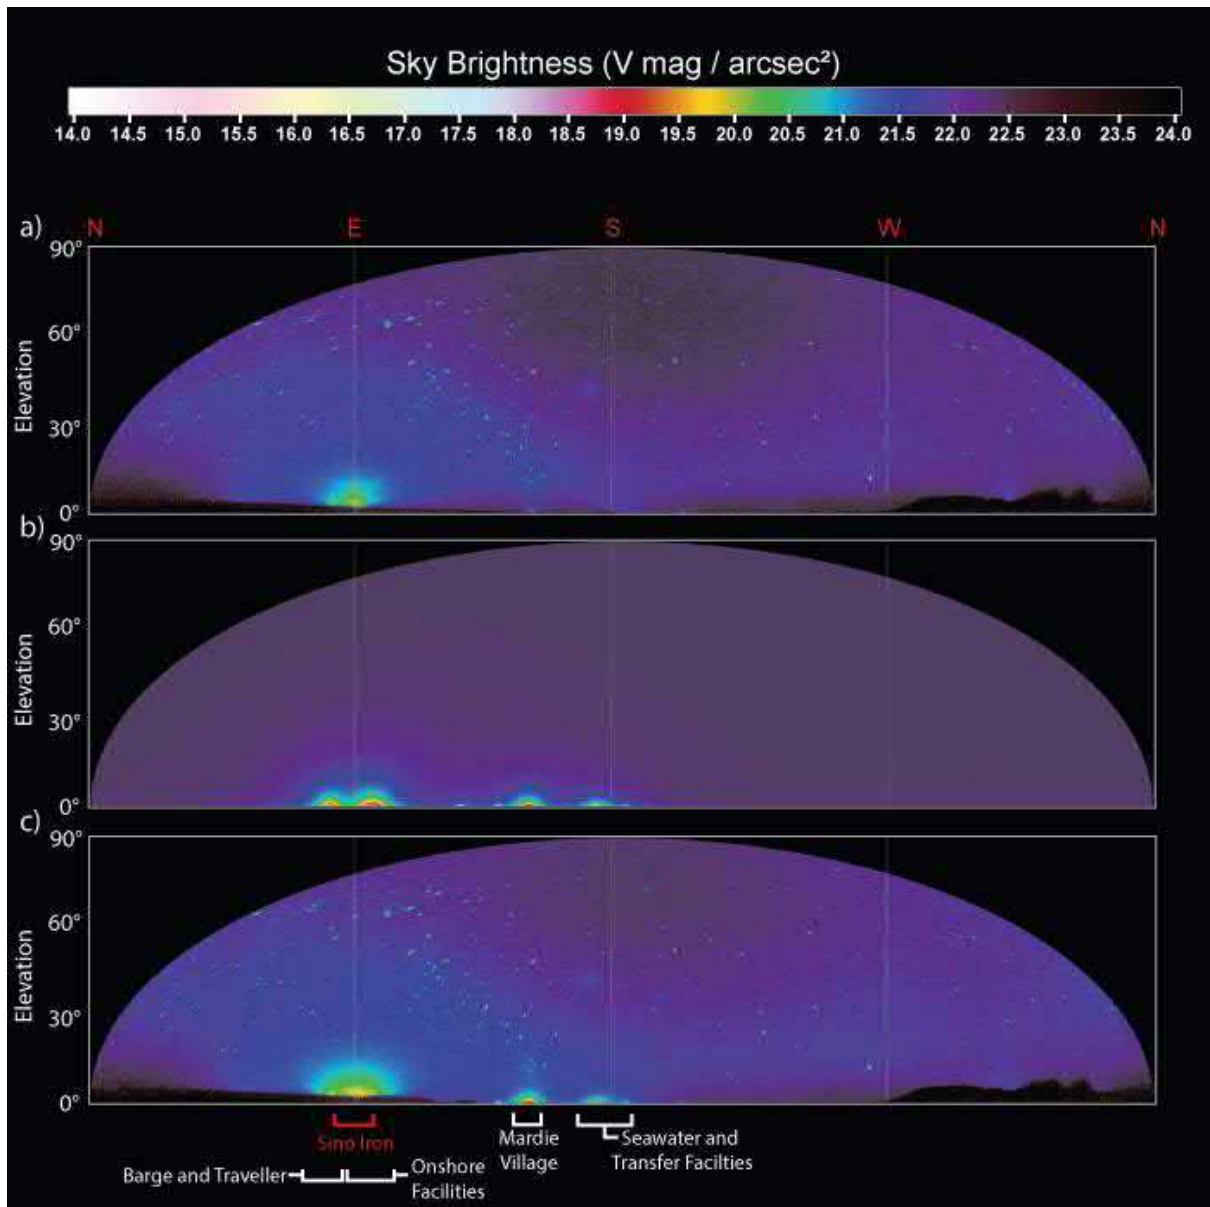 Sky Brightness (V mag / arcsec²)
14.0 14.5 15.0 15.5 16.0 16.5 17.0 17.5 18.0 18.5 19.0 19.5 20.0 20.5 21.0 21.5 22.0 22.5 23.0 23.5 24.0
a)
N E S W N
90°
60°
30°
0°
Elevation
b)
90°
60°
30°
0°
Elevation
c)
90°
60°
30°
0°
Elevation
Sino Iron
Mardie
Village
Seawater and
Transfer Facilties
Barge and Traveller
Onshore
Facilities